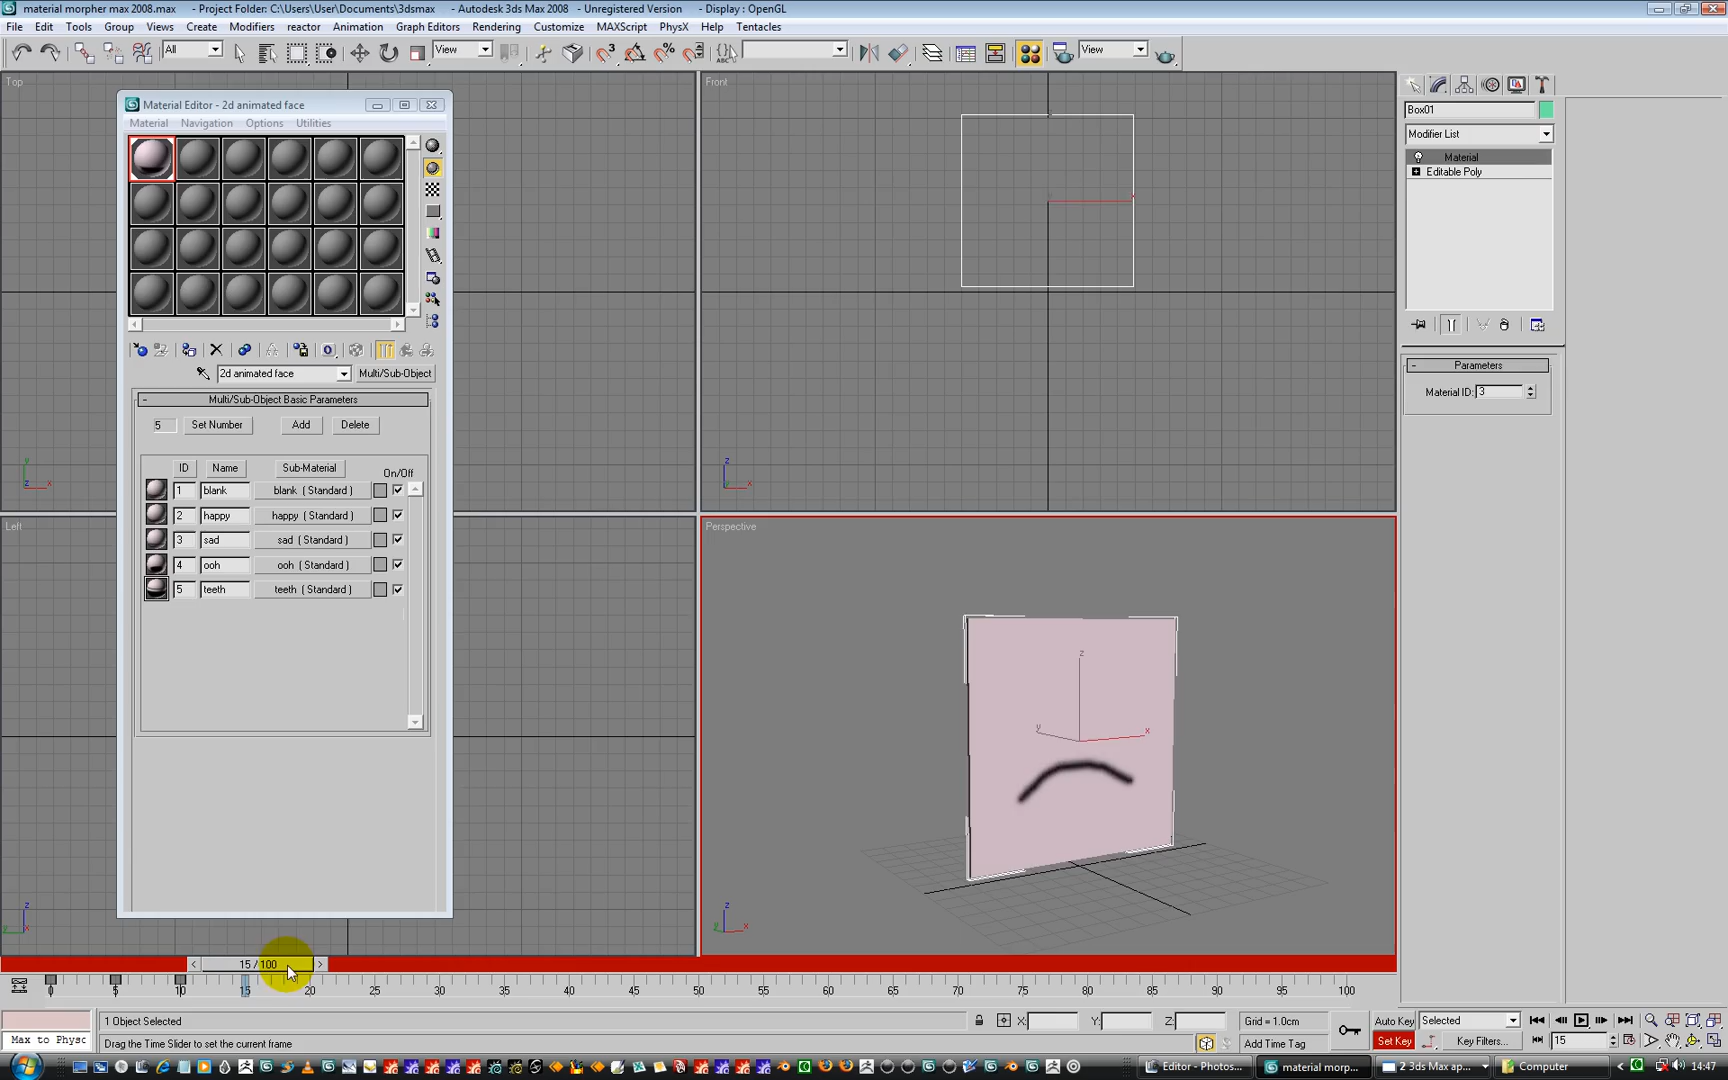 material morpher max 2008.max - Project Folder: C:\Users\User\Documents\3dsmax - Autodesk 3ds Max 2008 - Unregistered Version - Display : OpenGL
File Edit Tools Group Views Create Modifiers reactor Animation Graph Editors Rendering Customize MAXScript PhysX Help Tentacles
All View View
Top
Front
Material Editor - 2d animated face
Material Navigation Options Utilities
2d animated face Multi/Sub-Object
Multi/Sub-Object Basic Parameters
5 Set Number Add Delete
ID Name Sub-Material On/Off
1 blank blank ( Standard )
2 happy happy ( Standard )
3 sad sad ( Standard )
4 ooh ooh ( Standard )
5 teeth teeth ( Standard )
Left
Perspective
Box01
Modifier List
Material
Editable Poly
Parameters
Material ID: 3
15 / 100
0 5 10 15 20 25 30 35 40 45 50 55 60 65 70 75 80 85 90 95 100
1 Object Selected X: Y: Z: Grid = 1.0cm Auto Key Selected
Max to Physc Drag the Time Slider to set the current frame Add Time Tag Set Key Key Filters... 15
Editor - Photos... material morp... 2 3ds Max ap... Computer 14:47